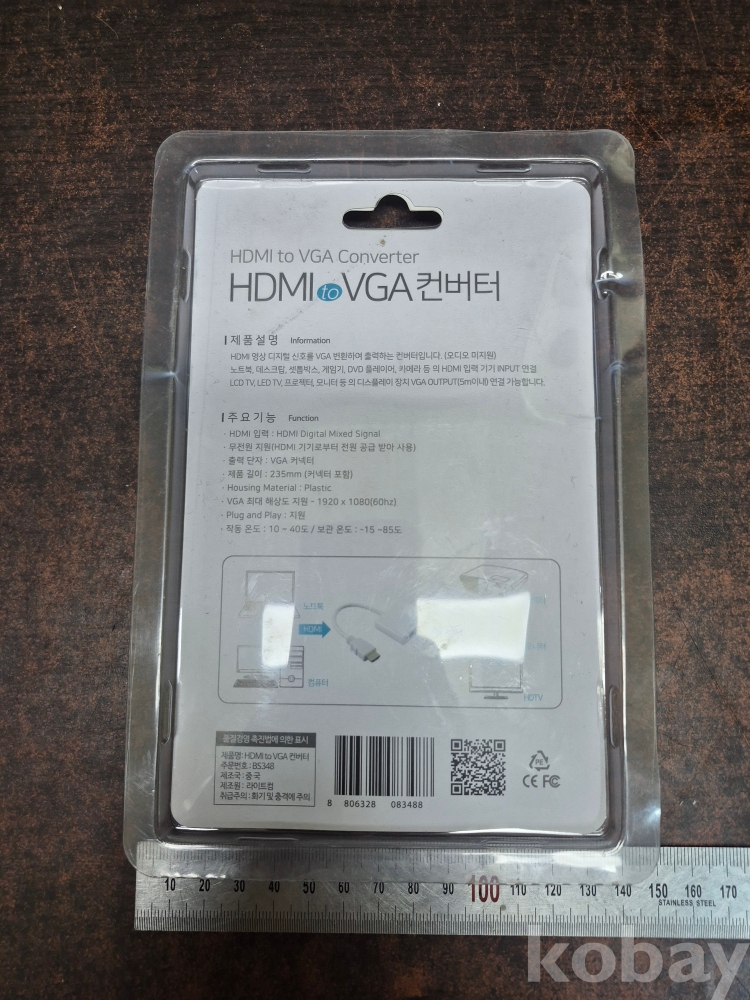 HDMI to VGA Converter
HDMI to VGA 컨버터
제품설명 Information
HDMI 영상 디지털 신호를 VGA 변환하여 출력하는 컨버터입니다. (오디오 미지원)
노트북, 데스크탑, 셋톱박스, 게임기, DVD 플레이어, 카메라 등 의 HDMI 입력 기기 INPUT 연결
LCD TV, LED TV, 프로젝터, 모니터 등 의 디스플레이 장치 VGA OUTPUT(5m이내) 연결 가능합니다.
주요기능 Function
· HDMI 입력 : HDMI Digital Mixed Signal
· 무전원 지원(HDMI 기기로부터 전원 공급 받아 사용)
· 출력 단자 : VGA 커넥터
· 제품 길이 : 235mm (커넥터 포함)
· Housing Material : Plastic
· VGA 최대 해상도 지원 - 1920 x 1080(60hz)
· Plug and Play : 지원
· 작동 온도 : 10 ~ 40도 / 보관 온도 : -15 ~85도
노트북
HDMI
컴퓨터
HDTV
품질경영 촉진법에 의한 표시
제품명: HDMI to VGA 컨버터
주문번호 : BS348
제조국 : 중국
제조원 : 라이트컴
취급주의 : 화기 및 충격에 주의
8 806328 083488
PE
CE FC
10 20 30 40 50 60 70 80 90 100 110 120 130 140 150 160 170
STAINLESS STEEL
kobay